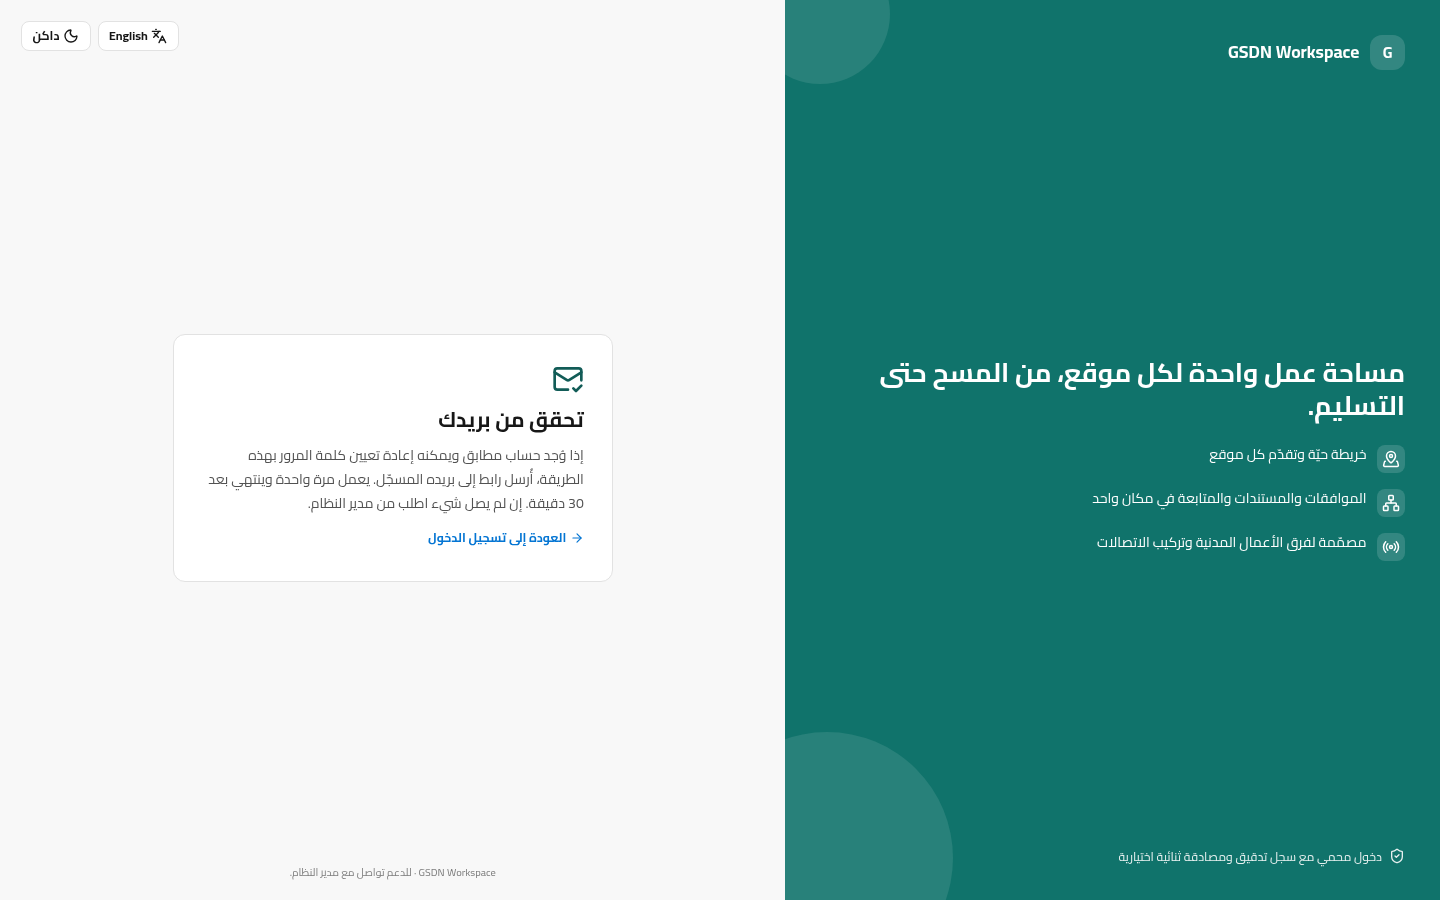 G
GSDN Workspace
مساحة عمل واحدة لكل موقع، من المسح حتى
التسليم.
خريطة حيّة وتقدّم كل موقع
الموافقات والمستندات والمتابعة في مكان واحد
مصمّمة لفرق الأعمال المدنية وتركيب الاتصالات
دخول محمي مع سجل تدقيق ومصادقة ثنائية اختيارية
English
داكن
تحقق من بريدك
إذا وُجد حساب مطابق ويمكنه إعادة تعيين كلمة المرور بهذه
الطريقة، أُرسل رابط إلى بريده المسجّل. يعمل مرة واحدة وينتهي بعد
30 دقيقة. إن لم يصل شيء اطلب من مدير النظام.
العودة إلى تسجيل الدخول
GSDN Workspace · للدعم تواصل مع مدير النظام.